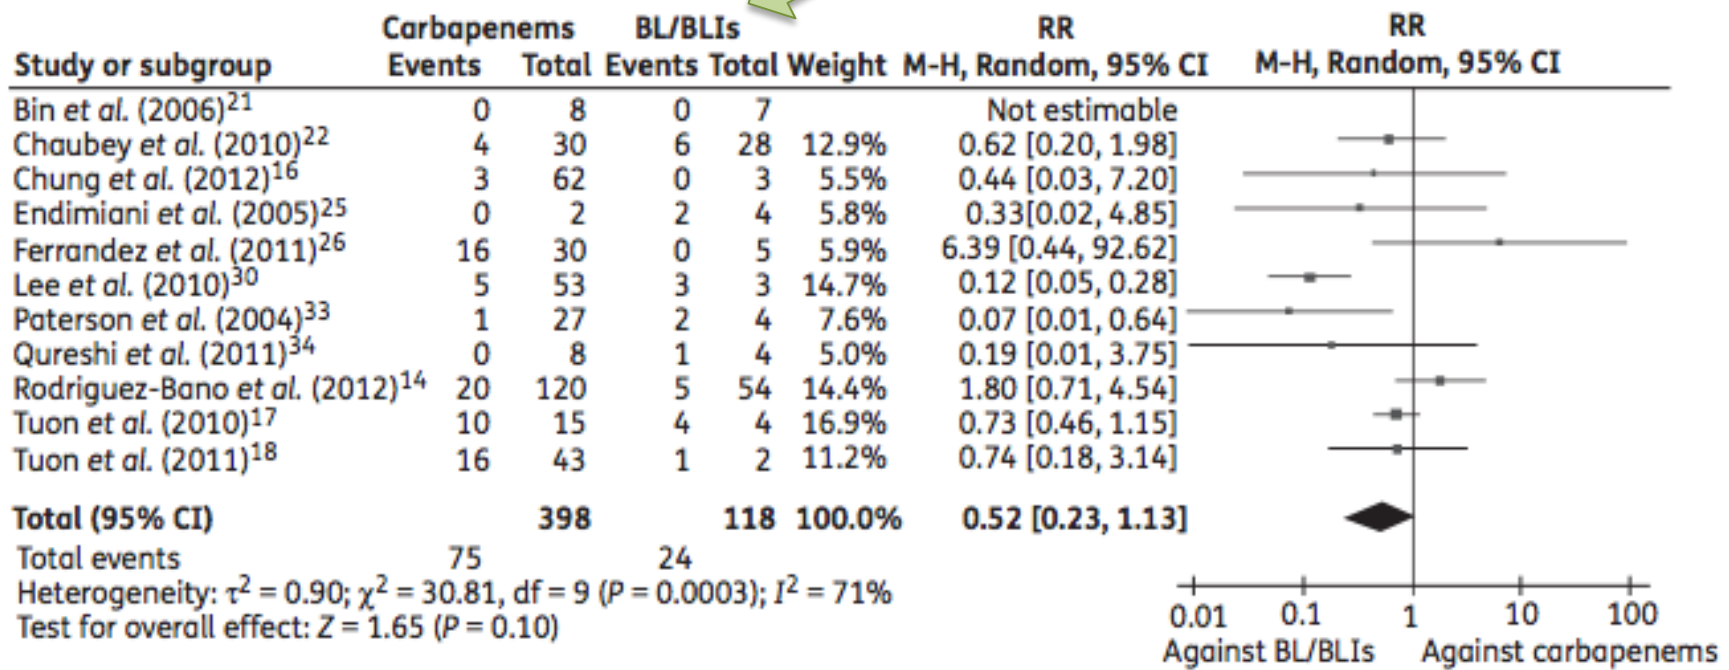 Carbapenems BL/BLIs RR RR
Study or subgroup Events Total Events Total Weight M-H, Random, 95% CI M-H, Random, 95% CI
Bin et al. (2006)21 0 8 0 7 Not estimable
Chaubey et al. (2010)22 4 30 6 28 12.9% 0.62 [0.20, 1.98]
Chung et al. (2012)16 3 62 0 3 5.5% 0.44 [0.03, 7.20]
Endimiani et al. (2005)25 0 2 2 4 5.8% 0.33[0.02, 4.85]
Ferrandez et al. (2011)26 16 30 0 5 5.9% 6.39 [0.44, 92.62]
Lee et al. (2010)30 5 53 3 3 14.7% 0.12 [0.05, 0.28]
Paterson et al. (2004)33 1 27 2 4 7.6% 0.07 [0.01, 0.64]
Qureshi et al. (2011)34 0 8 1 4 5.0% 0.19 [0.01, 3.75]
Rodriguez-Bano et al. (2012)14 20 120 5 54 14.4% 1.80 [0.71, 4.54]
Tuon et al. (2010)17 10 15 4 4 16.9% 0.73 [0.46, 1.15]
Tuon et al. (2011)18 16 43 1 2 11.2% 0.74 [0.18, 3.14]
Total (95% CI) 398 118 100.0% 0.52 [0.23, 1.13]
Total events 75 24
Heterogeneity: τ2 = 0.90; χ2 = 30.81, df = 9 (P = 0.0003); I2 = 71%
Test for overall effect: Z = 1.65 (P = 0.10)
0.01 0.1 1 10 100
Against BL/BLIs Against carbapenems